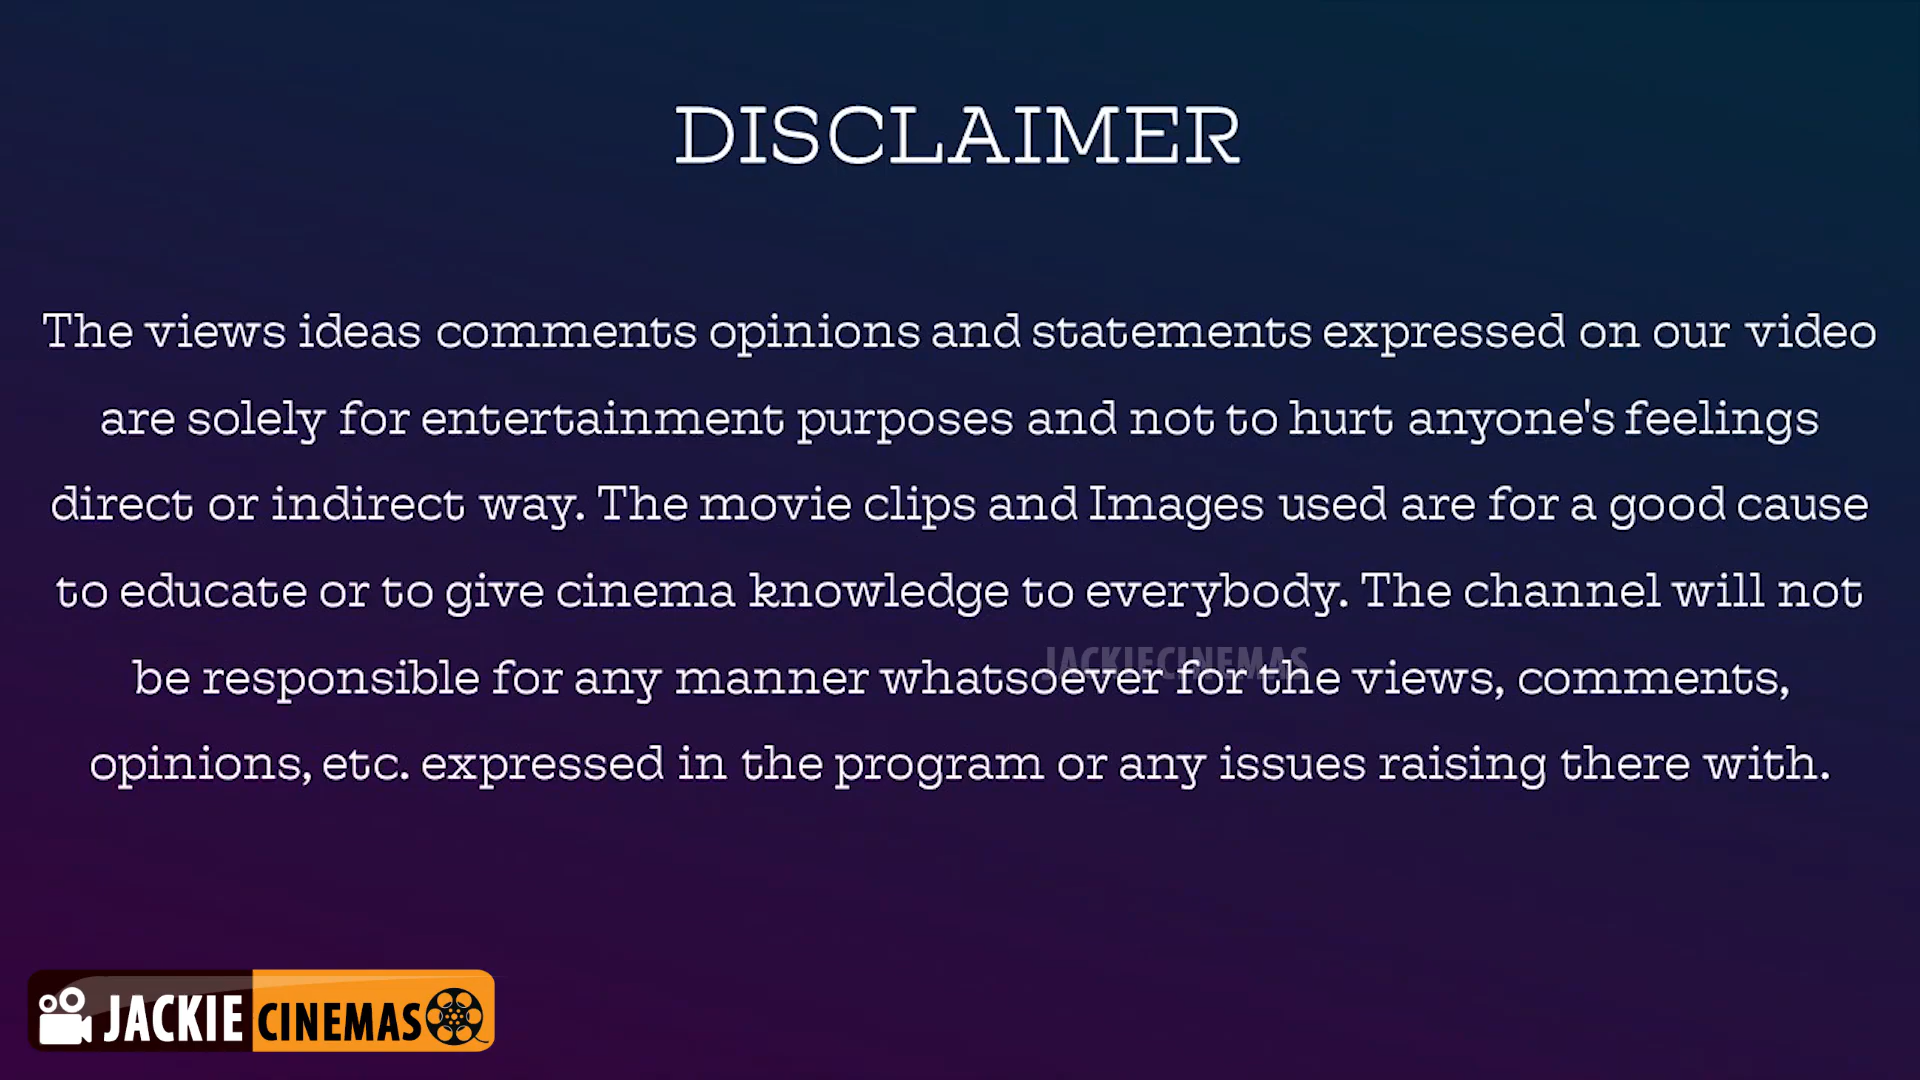 DISCLAIMER
The views ideas comments opinions and statements expressed on our video
are solely for entertainment purposes and not to hurt anyone's feelings
direct or indirect way. The movie clips and Images used are for a good cause
to educate or to give cinema knowledge to everybody. The channel will not
JACKIECINEMAS
be responsible for any manner whatsoever for the views, comments,
opinions, etc. expressed in the program or any issues raising there with.
JACKIE CINEMAS